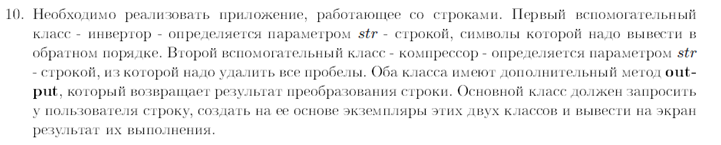 10. Необходимо реализовать приложение, работающее со строками. Первый вспомогательный
класс - инвертор - определяется параметром str - строкой, символы которой надо вывести в
обратном порядке. Второй вспомогательный класс - компрессор - определяется параметром str
- строкой, из которой надо удалить все пробелы. Оба класса имеют дополнительный метод out-
put, который возвращает результат преобразования строки. Основной класс должен запросить
у пользователя строку, создать на ее основе экземпляры этих двух классов и вывести на экран
результат их выполнения.